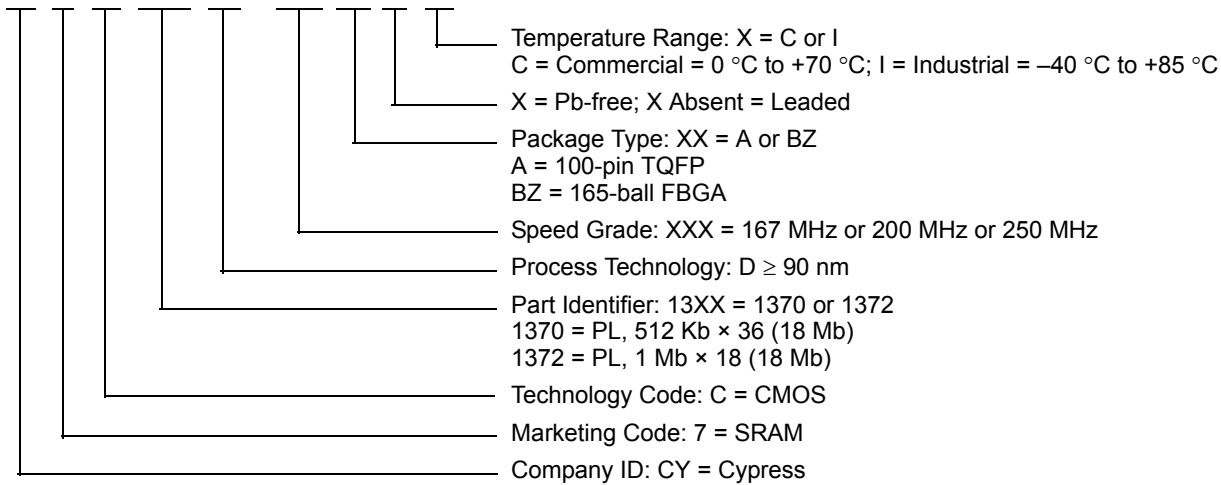 Temperature Range: X = C or I
C = Commercial = 0 °C to +70 °C; I = Industrial = –40 °C to +85 °C
X = Pb-free; X Absent = Leaded
Package Type: XX = A or BZ
A = 100-pin TQFP
BZ = 165-ball FBGA
Speed Grade: XXX = 167 MHz or 200 MHz or 250 MHz
Process Technology: D ≥ 90 nm
Part Identifier: 13XX = 1370 or 1372
1370 = PL, 512 Kb × 36 (18 Mb)
1372 = PL, 1 Mb × 18 (18 Mb)
Technology Code: C = CMOS
Marketing Code: 7 = SRAM
Company ID: CY = Cypress